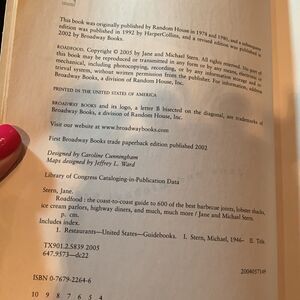 This book was originally published by Random House in 1978 and 1980, and a subsequent
edition was published in 1992 by HarperCollins, and a revised edition was published in
2002 by Broadway Books.
ROADFOOD. Copyright © 2005 by Jane and Michael Stern. All rights reserved. No part of
this book may be reproduced or transmitted in any form or by any means, electronic or
mechanical, including photocopying, recording, or by any information storage and re-
trieval system, without written permission from the publisher. For information, address
Broadway Books, a division of Random House, Inc.
PRINTED IN THE UNITED STATES OF AMERICA
BROADWAY BOOKS and its logo, a letter B bisected on the diagonal, are trademarks of
Broadway Books, a division of Random House, Inc.
Visit our website at www.broadwaybooks.com
First Broadway Books trade paperback edition published 2002
Designed by Caroline Cunningham
Maps designed by Jeffrey L. Ward
Library of Congress Cataloging-in-Publication Data
Stern, Jane.
Roadfood : the coast-to-coast guide to 600 of the best barbecue joints, lobster shacks,
ice cream parlors, highway diners, and much, much more / Jane and Michael Stern.
p. cm.
Includes index.
1. Restaurants—United States—Guidebooks. I. Stern, Michael, 1946– II. Title.
TX901.2.S839 2005
647.9573—dc22
2004057149
ISBN 0-7679-2264-6
10 9 8 7 6 5 4